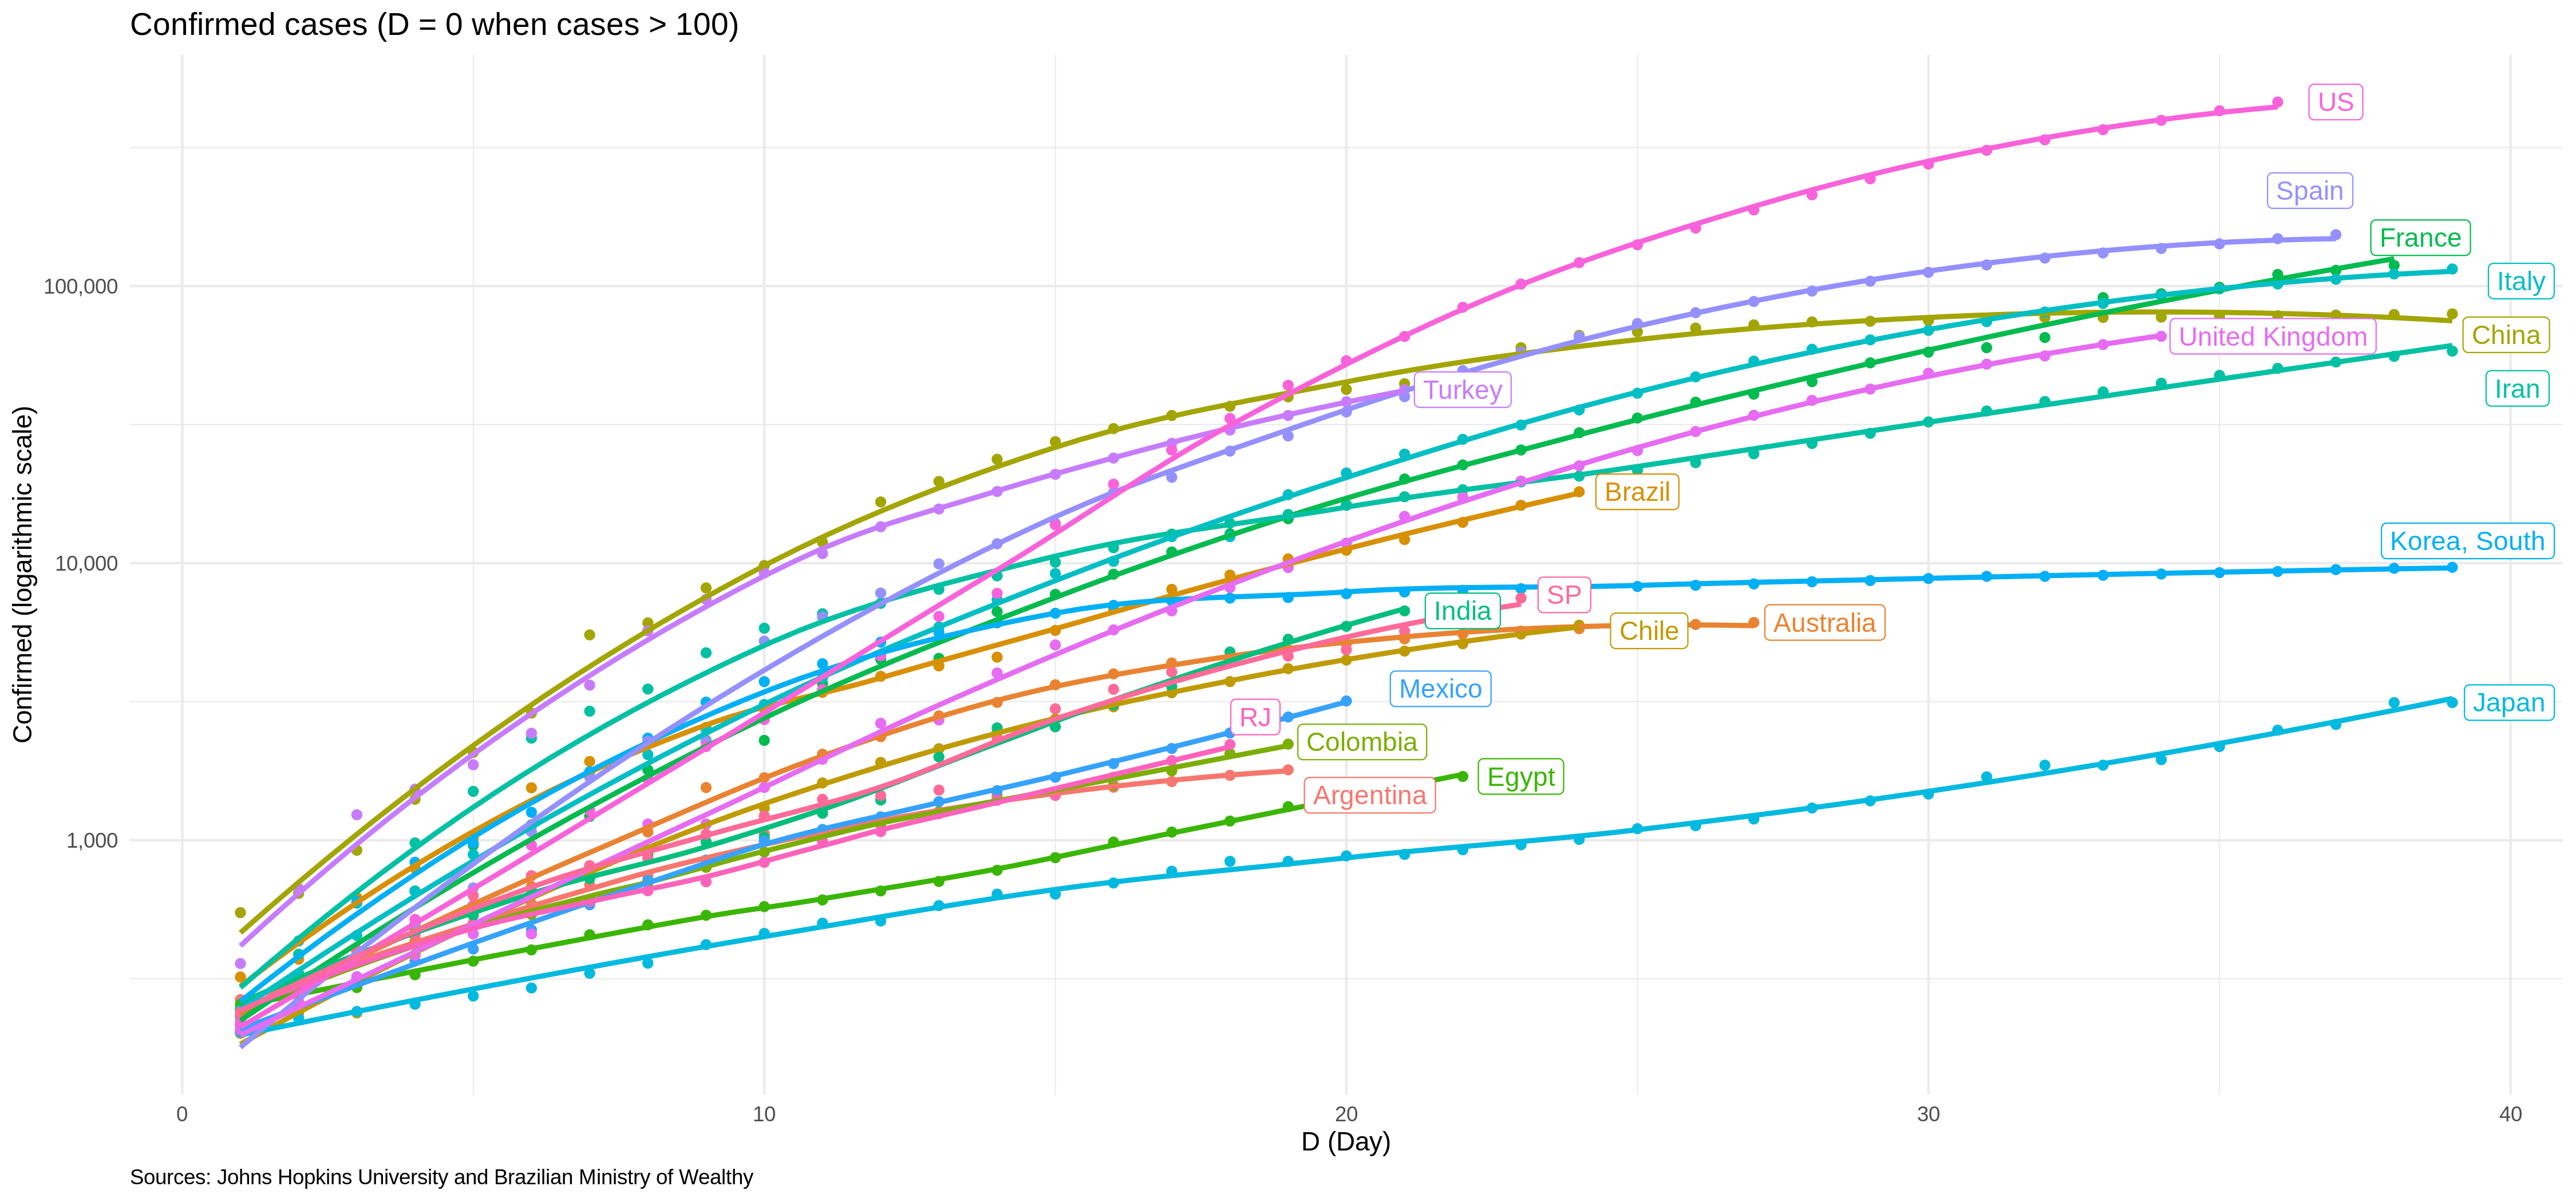 Confirmed cases (D = 0 when cases > 100)
US
Spain
France
Italy
China
United Kingdom
Iran
Turkey
Brazil
Korea, South
SP
India
Australia
Chile
Mexico
Japan
RJ
Colombia
Egypt
Argentina
100,000
10,000
1,000
Confirmed (logarithmic scale)
0 10 20 30 40
D (Day)
Sources: Johns Hopkins University and Brazilian Ministry of Wealthy